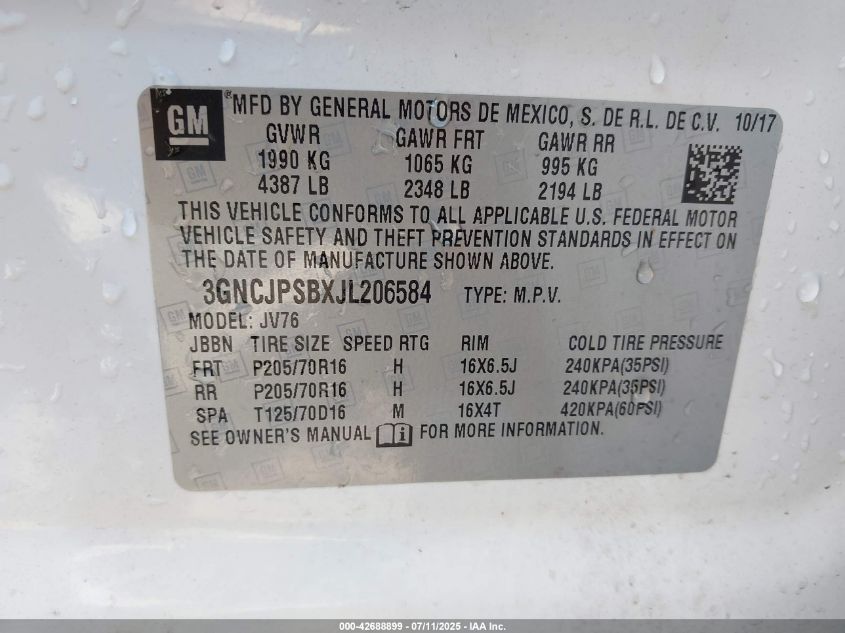 GM ® MFD BY GENERAL MOTORS DE MEXICO, S. DE R.L. DE C.V. 10/17
GVWR GAWR FRT GAWR RR
1990 KG 1065 KG 995 KG
4387 LB 2348 LB 2194 LB
THIS VEHICLE CONFORMS TO ALL APPLICABLE U.S. FEDERAL MOTOR
VEHICLE SAFETY AND THEFT PREVENTION STANDARDS IN EFFECT ON
THE DATE OF MANUFACTURE SHOWN ABOVE.
3GNCJPSBXJL206584 TYPE: M.P.V.
MODEL: JV76
JBBN TIRE SIZE SPEED RTG RIM COLD TIRE PRESSURE
FRT P205/70R16 H 16X6.5J 240KPA(35PSI)
RR P205/70R16 H 16X6.5J 240KPA(35PSI)
SPA T125/70D16 M 16X4T 420KPA(60PSI)
SEE OWNER'S MANUAL i FOR MORE INFORMATION.
000-42688899 - 07/11/2025 - IAA Inc.